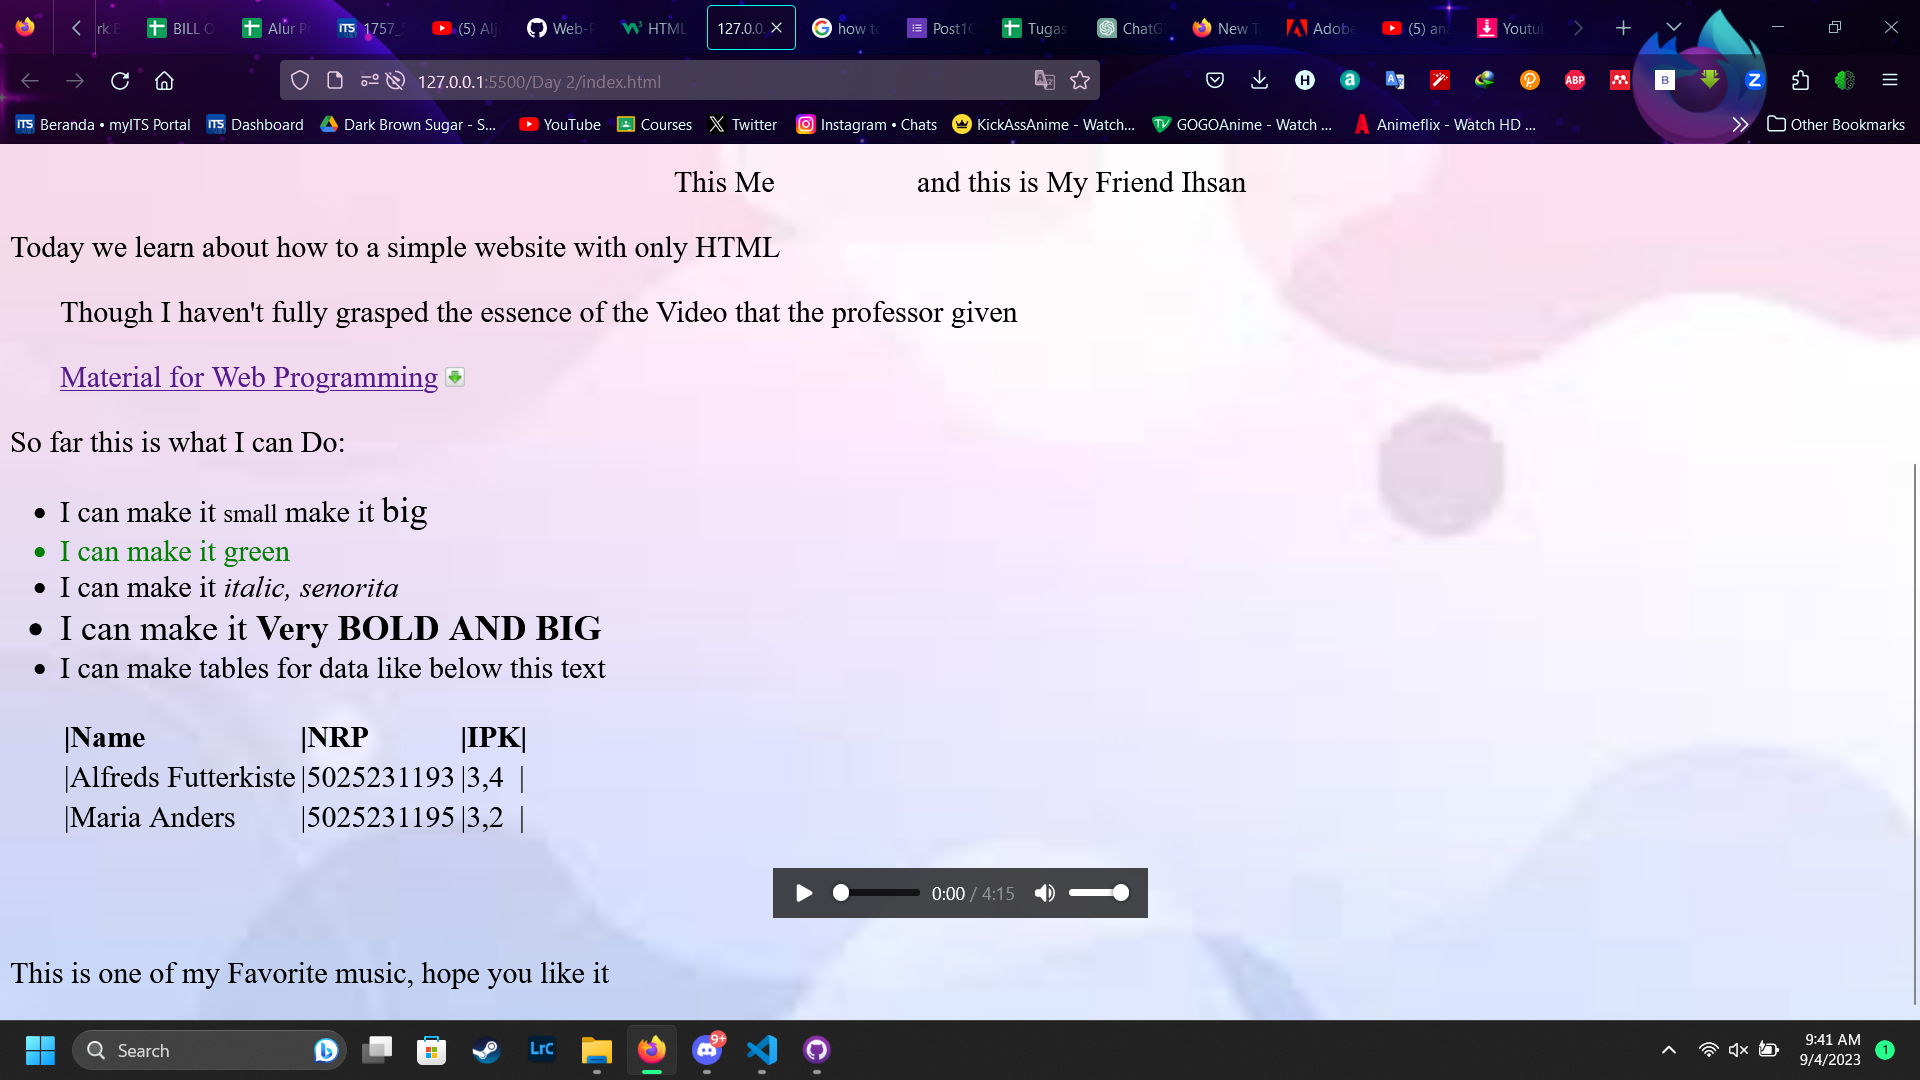 rk B
BILL O
Alur P
1757_5
(5) Alj
Web-P
HTML
127.0.0.
how to
Post1G
Tugas
ChatG
New T
Adobe
(5) an
Youtul
127.0.0.1:5500/Day 2/index.html
Beranda • myITS Portal
Dashboard
Dark Brown Sugar - S...
YouTube
Courses
Twitter
Instagram • Chats
KickAssAnime - Watch...
GOGOAnime - Watch ...
Animeflix - Watch HD ...
Other Bookmarks
This Me and this is My Friend Ihsan
Today we learn about how to a simple website with only HTML
Though I haven't fully grasped the essence of the Video that the professor given
Material for Web Programming
So far this is what I can Do:
• I can make it small make it big
• I can make it green
• I can make it italic, senorita
• I can make it Very BOLD AND BIG
• I can make tables for data like below this text
|Name |NRP |IPK|
|Alfreds Futterkiste |5025231193 |3,4 |
|Maria Anders |5025231195 |3,2 |
0:00 / 4:15
This is one of my Favorite music, hope you like it
Search
LrC
9+
9:41 AM
9/4/2023
1